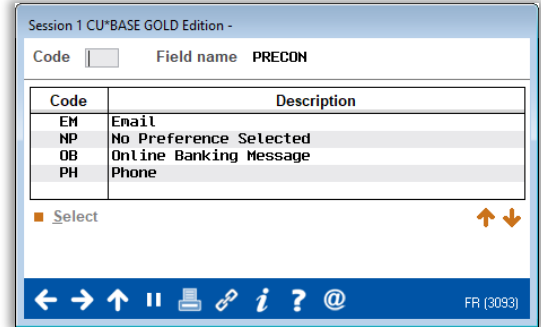 Session 1 CU*BASE GOLD Edition -
Code Field name PRECON
Code Description
EM Email
NP No Preference Selected
OB Online Banking Message
PH Phone
Select
FR (3093)